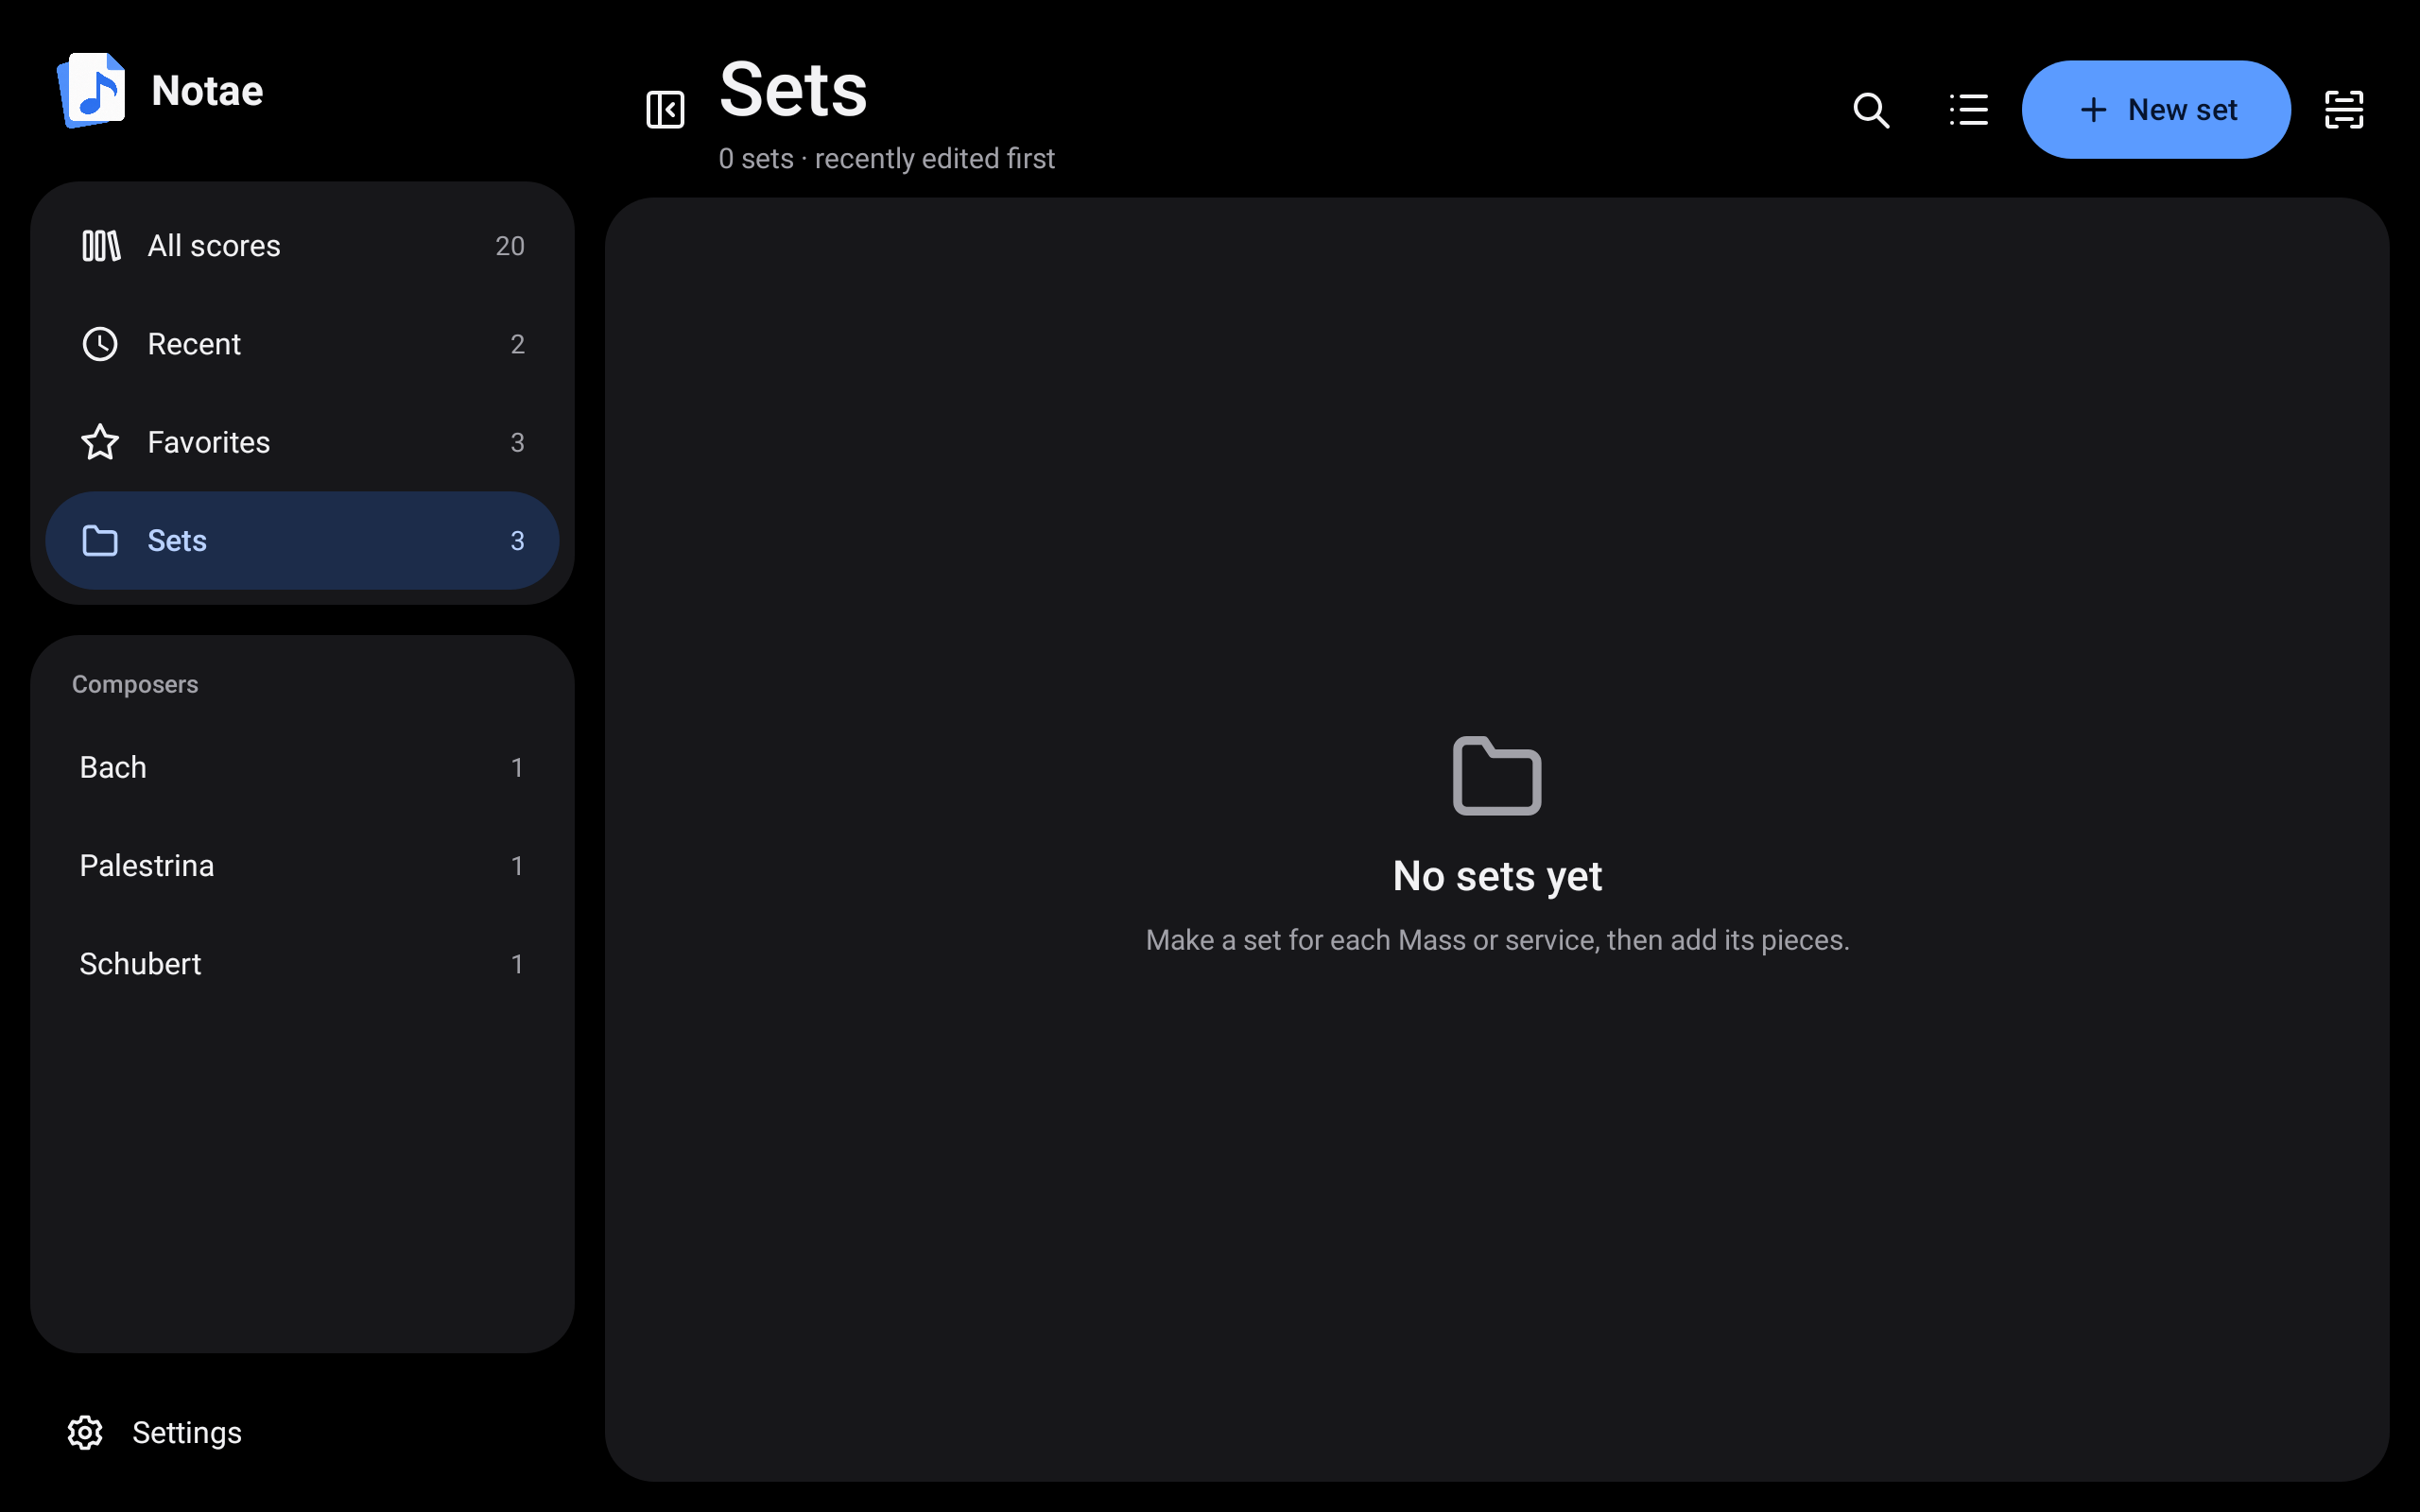 Notae
All scores 20
Recent 2
Favorites 3
Sets 3
Composers
Bach 1
Palestrina 1
Schubert 1
Settings
Sets
0 sets · recently edited first
New set
No sets yet
Make a set for each Mass or service, then add its pieces.